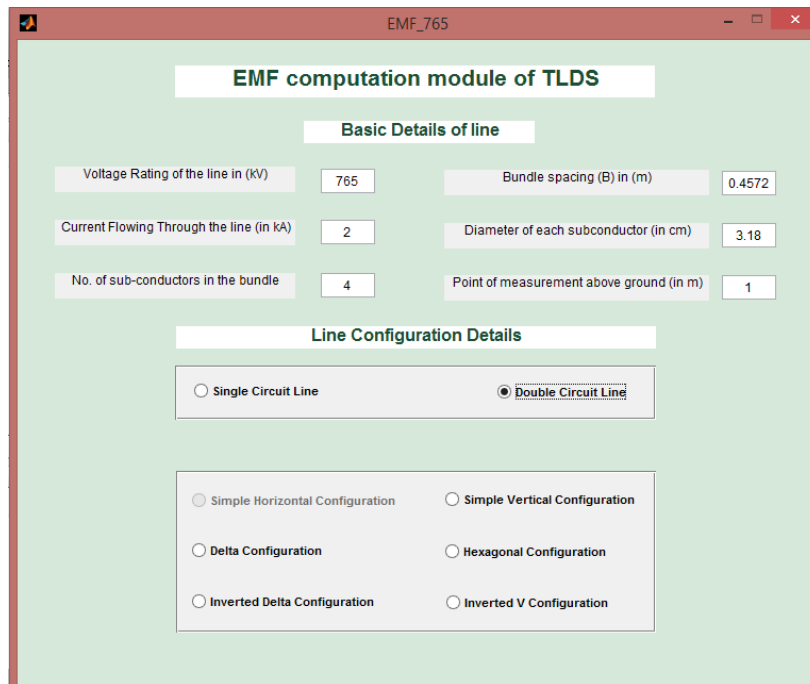 EMF_765
EMF computation module of TLDS
Basic Details of line
Voltage Rating of the line in (kV)
765
Bundle spacing (B) in (m)
0.4572
Current Flowing Through the line (in kA)
2
Diameter of each subconductor (in cm)
3.18
No. of sub-conductors in the bundle
4
Point of measurement above ground (in m)
1
Line Configuration Details
Single Circuit Line
Double Circuit Line
Simple Horizontal Configuration
Simple Vertical Configuration
Delta Configuration
Hexagonal Configuration
Inverted Delta Configuration
Inverted V Configuration